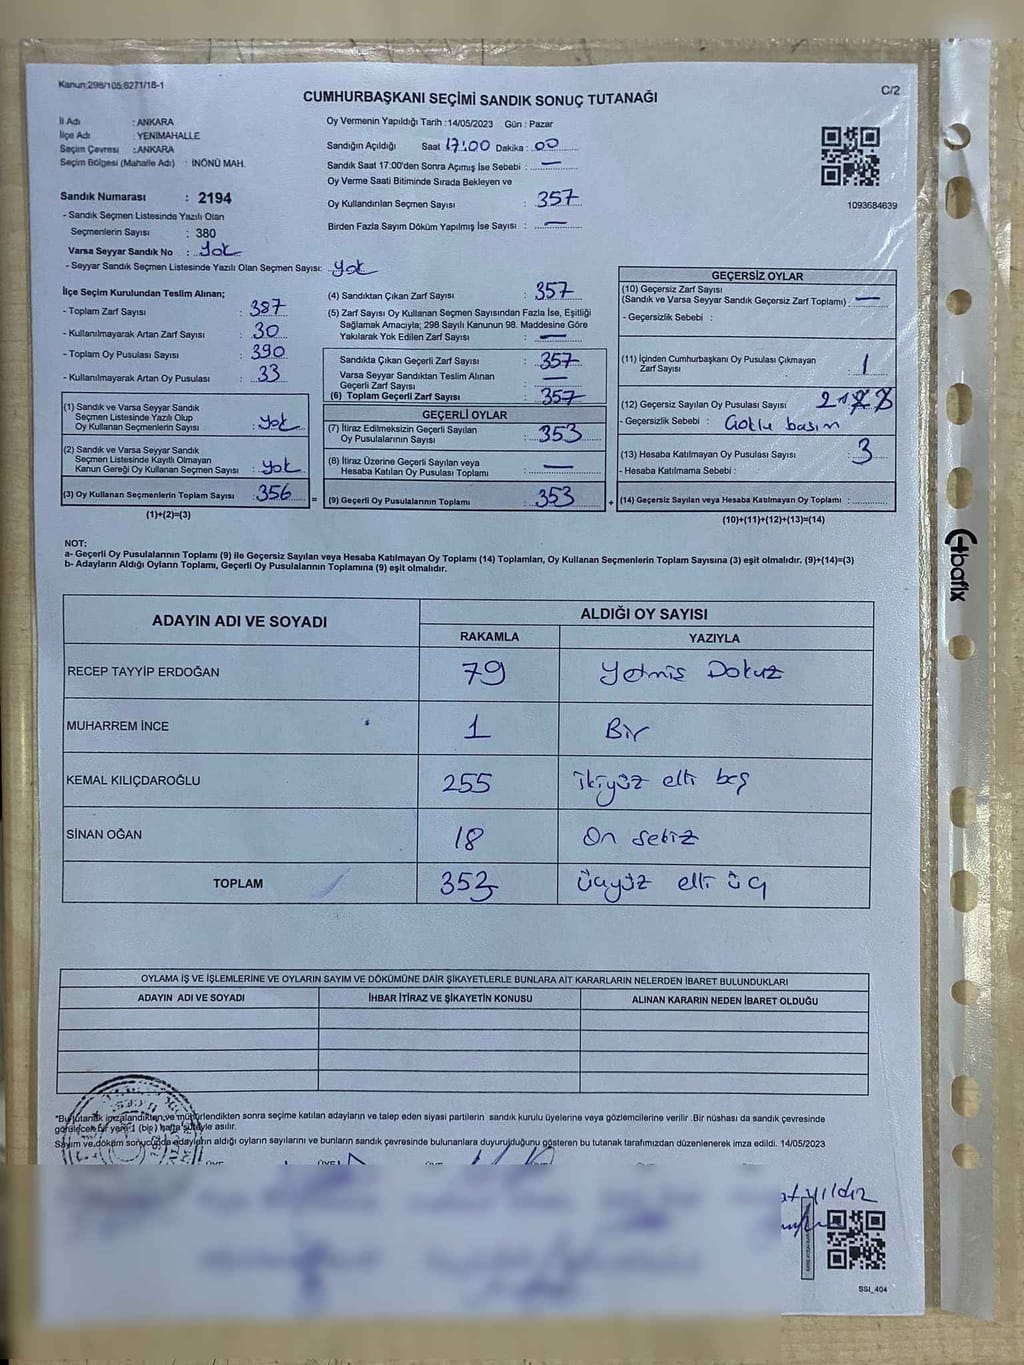 Kanun;298/105;6271/18-1
C/2
CUMHURBAŞKANI SEÇİMİ SANDIK SONUÇ TUTANAĞI
İl Adı : ANKARA
İlçe Adı : YENİMAHALLE
Seçim Çevresi : ANKARA
Seçim Bölgesi (Mahalle Adı) : İNÖNÜ MAH.
Sandık Numarası : 2194
- Sandık Seçmen Listesinde Yazılı Olan
Seçmenlerin Sayısı : 380
Varsa Seyyar Sandık No : Yok
- Seyyar Sandık Seçmen Listesinde Yazılı Olan Seçmen Sayısı: Yok
Oy Vermenin Yapıldığı Tarih : 14/05/2023 Gün : Pazar
Sandığın Açıldığı Saat 17:00 Dakika : 00
Sandık Saat 17:00'den Sonra Açımış İse Sebebi : —
Oy Verme Saati Bitiminde Sırada Bekleyen ve
Oy Kullandırılan Seçmen Sayısı : 357
Birden Fazla Sayım Döküm Yapılmış İse Sayısı : —
1093684639
İlçe Seçim Kurulundan Teslim Alınan;
- Toplam Zarf Sayısı : 387
- Kullanılmayarak Artan Zarf Sayısı : 30
- Toplam Oy Pusulası Sayısı : 390
- Kullanılmayarak Artan Oy Pusulası : 33
(1) Sandık ve Varsa Seyyar Sandık
Seçmen Listesinde Yazılı Olup
Oy Kullanan Seçmenlerin Sayısı : Yok
(2) Sandık ve Varsa Seyyar Sandık
Seçmen Listesinde Kayıtlı Olmayan
Kanun Gereği Oy Kullanan Seçmen Sayısı : Yok
(3) Oy Kullanan Seçmenlerin Toplam Sayısı : 356 =
(1)+(2)=(3)
(4) Sandıktan Çıkan Zarf Sayısı : 357
(5) Zarf Sayısı Oy Kullanan Seçmen Sayısından Fazla İse, Eşitliği
Sağlamak Amacıyla; 298 Sayılı Kanunun 98. Maddesine Göre
Yakılarak Yok Edilen Zarf Sayısı : —
Sandıkta Çıkan Geçerli Zarf Sayısı : 357
Varsa Seyyar Sandıktan Teslim Alınan
Geçerli Zarf Sayısı : —
(6) Toplam Geçerli Zarf Sayısı : 357
GEÇERLİ OYLAR
(7) İtiraz Edilmeksizin Geçerli Sayılan
Oy Pusulalarının Sayısı : 353
(8) İtiraz Üzerine Geçerli Sayılan veya
Hesaba Katılan Oy Pusulası Toplamı : —
(9) Geçerli Oy Pusulalarının Toplamı : 353 +
GEÇERSİZ OYLAR
(10) Geçersiz Zarf Sayısı
(Sandık ve Varsa Seyyar Sandık Geçersiz Zarf Toplamı) : —
- Geçersizlik Sebebi :
(11) İçinden Cumhurbaşkanı Oy Pusulası Çıkmayan
Zarf Sayısı : 1
(12) Geçersiz Sayılan Oy Pusulası Sayısı :
- Geçersizlik Sebebi : Çoklu basım
(13) Hesaba Katılmayan Oy Pusulası Sayısı : 3
- Hesaba Katılmama Sebebi :
(14) Geçersiz Sayılan veya Hesaba Katılmayan Oy Toplamı :
(10)+(11)+(12)+(13)=(14)
NOT:
a- Geçerli Oy Pusulalarının Toplamı (9) ile Geçersiz Sayılan veya Hesaba Katılmayan Oy Toplamı (14) Toplamları, Oy Kullanan Seçmenlerin Toplam Sayısına (3) eşit olmalıdır. (9)+(14)=(3)
b- Adayların Aldığı Oyların Toplamı, Geçerli Oy Pusulalarının Toplamına (9) eşit olmalıdır.
ADAYIN ADI VE SOYADI
ALDIĞI OY SAYISI
RAKAMLA YAZIYLA
RECEP TAYYİP ERDOĞAN 79 Yetmiş Dokuz
MUHARREM İNCE 1 Bir
KEMAL KILIÇDAROĞLU 255 ikiyüz elli beş
SİNAN OĞAN 18 On sekiz
TOPLAM 353 üçyüz elli üç
OYLAMA İŞ VE İŞLEMLERİNE VE OYLARIN SAYIM VE DÖKÜMÜNE DAİR ŞİKAYETLERLE BUNLARA AİT KARARLARIN NELERDEN İBARET BULUNDUKLARI
ADAYIN ADI VE SOYADI İHBAR İTİRAZ VE ŞİKAYETİN KONUSU ALINAN KARARIN NEDEN İBARET OLDUĞU
*Bu tutanak imzalandıktan ve mühürlendikten sonra seçime katılan adayların ve talep eden siyasi partilerin sandık kurulu üyelerine veya gözlemcilerine verilir .Bir nüshası da sandık çevresinde
görülecek bir yere 1 (bir) hafta süreyle asılır.
Sayım ve döküm sonucunda adayların aldığı oyların sayılarını ve bunların sandık çevresinde bulunanlara duyurulduğunu gösteren bu tutanak tarafımızdan düzenlenerek imza edildi. 14/05/2023
Yıldız
SSI_404
abafix